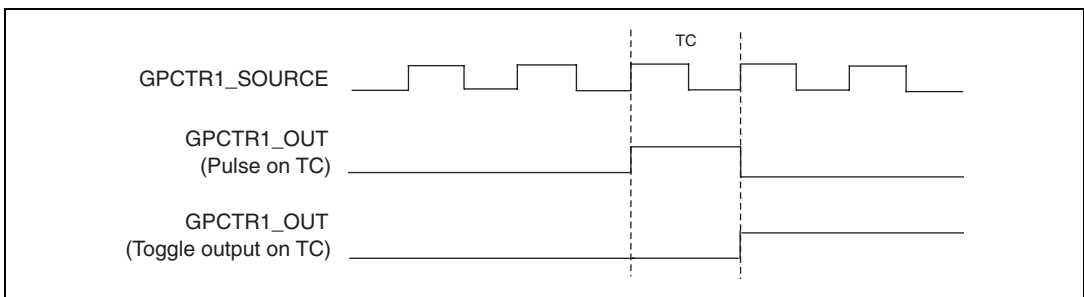 TC
GPCTR1_SOURCE
GPCTR1_OUT
(Pulse on TC)
GPCTR1_OUT
(Toggle output on TC)